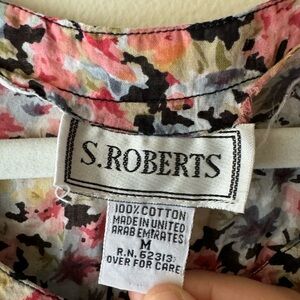 S. ROBERTS
100% COTTON
MADE IN UNITED
ARAB EMIRATES
M
R.N. 62313
OVER FOR CARE